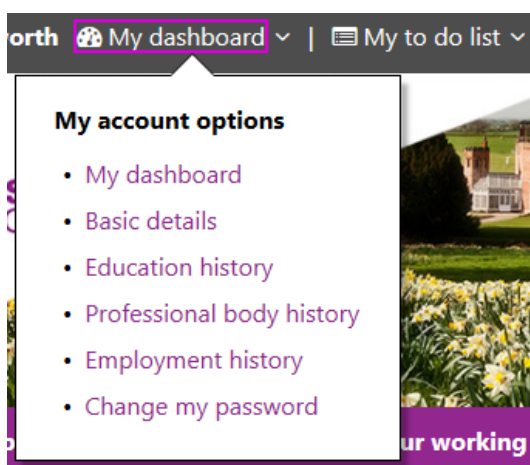 orth My dashboard | My to do list
My account options
• My dashboard
• Basic details
• Education history
• Professional body history
• Employment history
• Change my password
ur working